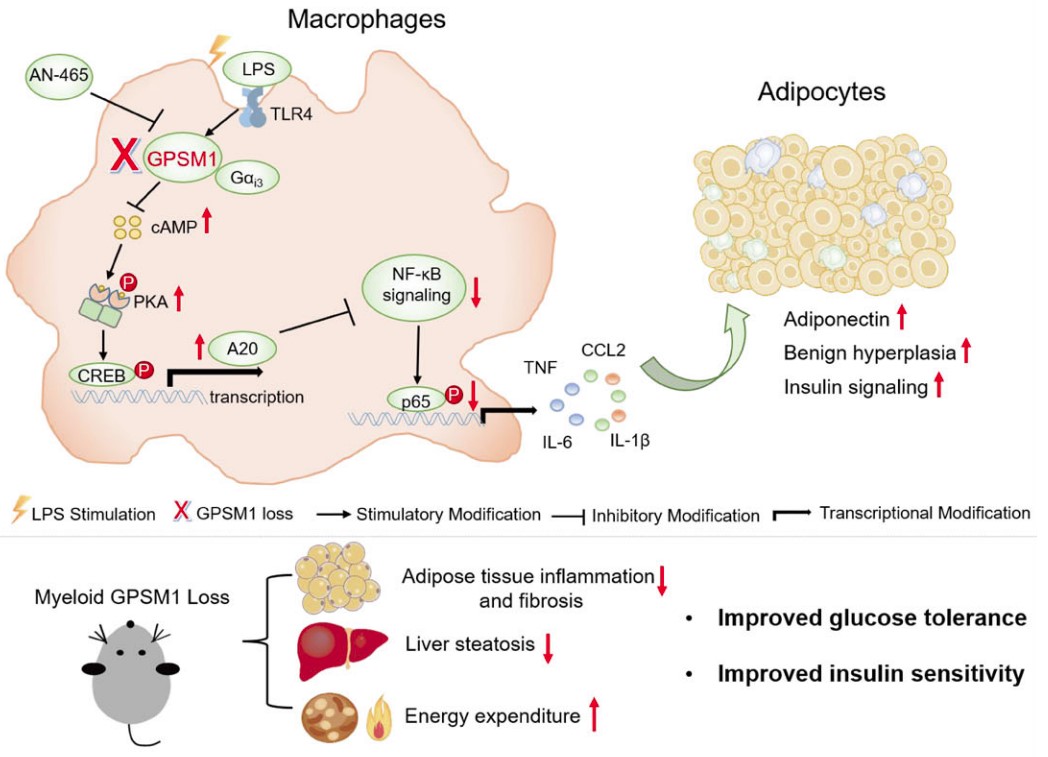 Macrophages
AN-465
LPS
TLR4
X
GPSM1
Gαi3
cAMP
P
PKA
CREB
P
A20
transcription
NF-κB
signaling
p65
P
TNF
CCL2
IL-6
IL-1β
Adipocytes
Adiponectin
Benign hyperplasia
Insulin signaling
LPS Stimulation
X
GPSM1 loss
Stimulatory Modification
Inhibitory Modification
Transcriptional Modification
Myeloid GPSM1 Loss
Adipose tissue inflammation
and fibrosis
Liver steatosis
Energy expenditure
• Improved glucose tolerance
• Improved insulin sensitivity